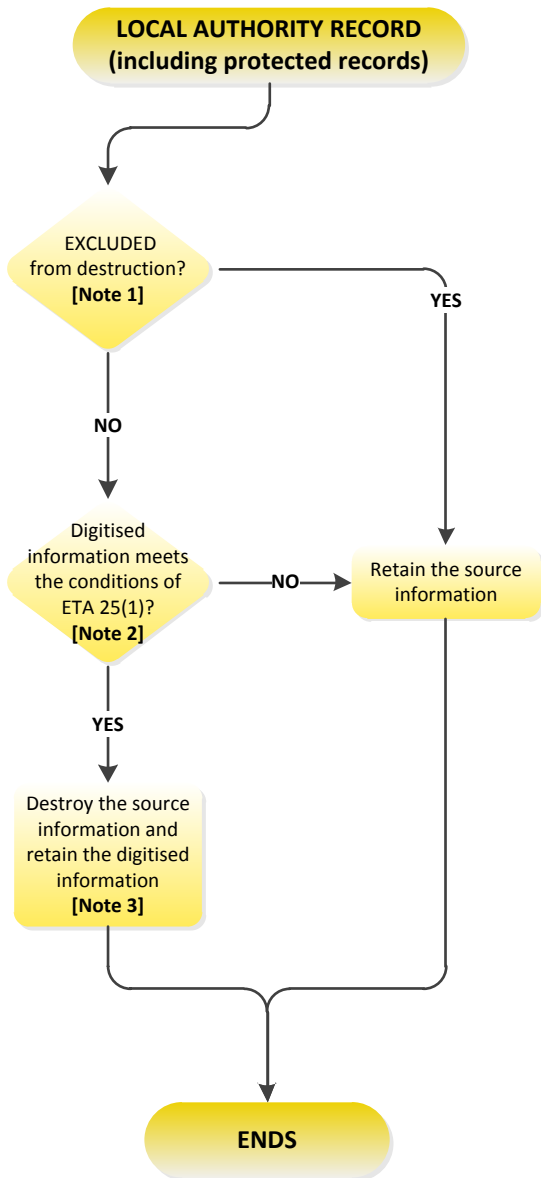 LOCAL AUTHORITY RECORD
(including protected records)
EXCLUDED
from destruction?
[Note 1]
YES
NO
Digitised
information meets
the conditions of
ETA 25(1)?
[Note 2]
NO
Retain the source
information
YES
Destroy the source
information and
retain the digitised
information
[Note 3]
ENDS